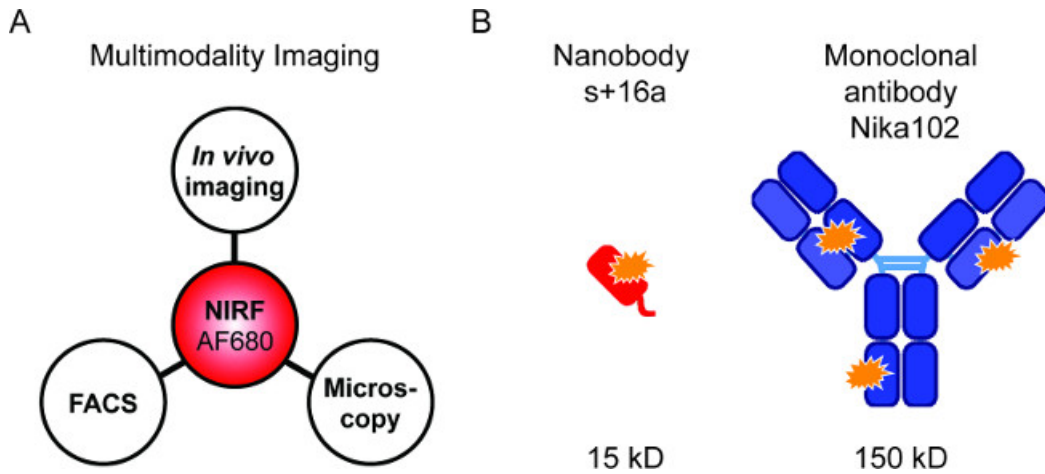 A
Multimodality Imaging
In vivo
imaging
NIRF
AF680
FACS
Micros-
copy
B
Nanobody
s+16a
Monoclonal
antibody
Nika102
15 kD
150 kD